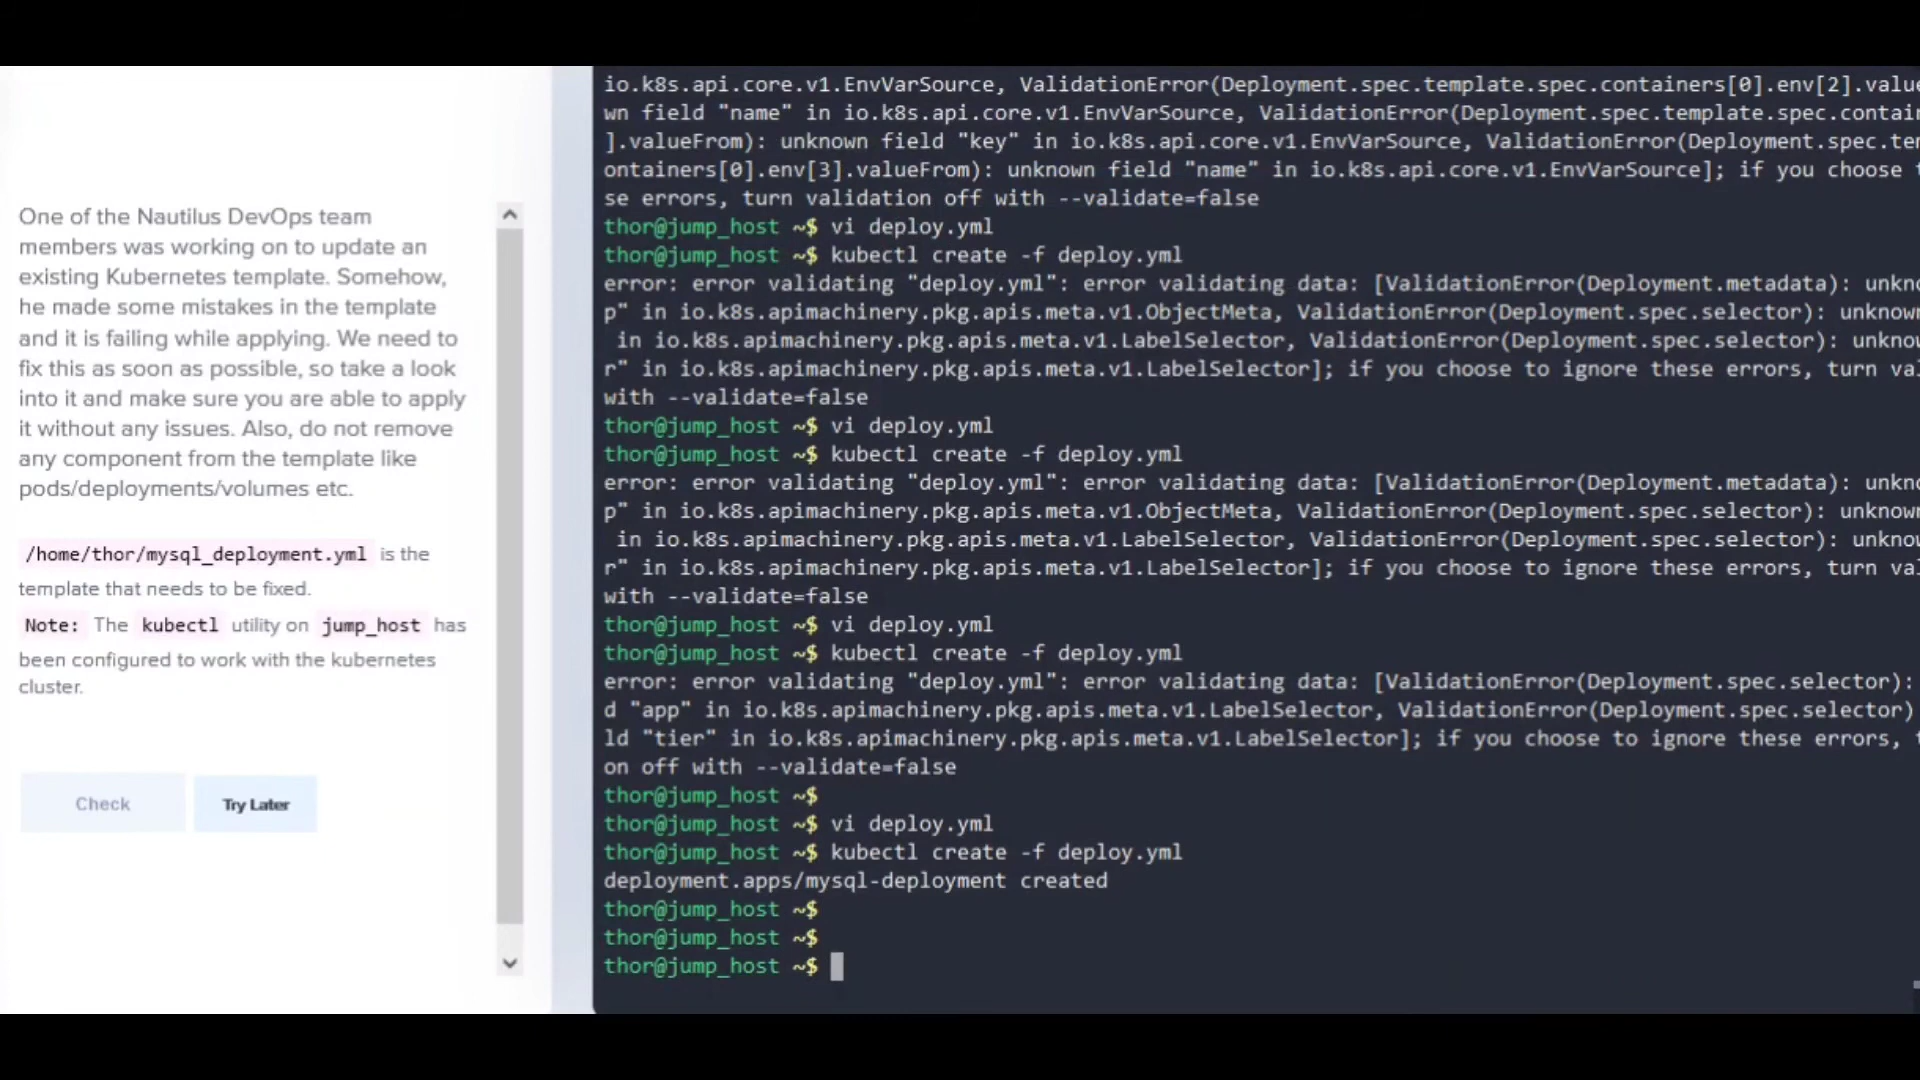 One of the Nautilus DevOps team
members was working on to update an
existing Kubernetes template. Somehow,
he made some mistakes in the template
and it is failing while applying. We need to
fix this as soon as possible, so take a look
into it and make sure you are able to apply
it without any issues. Also, do not remove
any component from the template like
pods/deployments/volumes etc.
/home/thor/mysql_deployment.yml is the
template that needs to be fixed.
Note: The kubectl utility on jump_host has
been configured to work with the kubernetes
cluster.
Check
Try Later
io.k8s.api.core.v1.EnvVarSource, ValidationError(Deployment.spec.template.spec.containers[0].env[2].value
wn field "name" in io.k8s.api.core.v1.EnvVarSource, ValidationError(Deployment.spec.template.spec.contain
].valueFrom): unknown field "key" in io.k8s.api.core.v1.EnvVarSource, ValidationError(Deployment.spec.tem
ontainers[0].env[3].valueFrom): unknown field "name" in io.k8s.api.core.v1.EnvVarSource]; if you choose t
se errors, turn validation off with --validate=false
thor@jump_host ~$ vi deploy.yml
thor@jump_host ~$ kubectl create -f deploy.yml
error: error validating "deploy.yml": error validating data: [ValidationError(Deployment.metadata): unkno
p" in io.k8s.apimachinery.pkg.apis.meta.v1.ObjectMeta, ValidationError(Deployment.spec.selector): unknown
in io.k8s.apimachinery.pkg.apis.meta.v1.LabelSelector, ValidationError(Deployment.spec.selector): unknow
r" in io.k8s.apimachinery.pkg.apis.meta.v1.LabelSelector]; if you choose to ignore these errors, turn val
with --validate=false
thor@jump_host ~$ vi deploy.yml
thor@jump_host ~$ kubectl create -f deploy.yml
error: error validating "deploy.yml": error validating data: [ValidationError(Deployment.metadata): unkno
p" in io.k8s.apimachinery.pkg.apis.meta.v1.ObjectMeta, ValidationError(Deployment.spec.selector): unknown
in io.k8s.apimachinery.pkg.apis.meta.v1.LabelSelector, ValidationError(Deployment.spec.selector): unknow
r" in io.k8s.apimachinery.pkg.apis.meta.v1.LabelSelector]; if you choose to ignore these errors, turn val
with --validate=false
thor@jump_host ~$ vi deploy.yml
thor@jump_host ~$ kubectl create -f deploy.yml
error: error validating "deploy.yml": error validating data: [ValidationError(Deployment.spec.selector):
d "app" in io.k8s.apimachinery.pkg.apis.meta.v1.LabelSelector, ValidationError(Deployment.spec.selector)
ld "tier" in io.k8s.apimachinery.pkg.apis.meta.v1.LabelSelector]; if you choose to ignore these errors, t
on off with --validate=false
thor@jump_host ~$
thor@jump_host ~$ vi deploy.yml
thor@jump_host ~$ kubectl create -f deploy.yml
deployment.apps/mysql-deployment created
thor@jump_host ~$
thor@jump_host ~$
thor@jump_host ~$